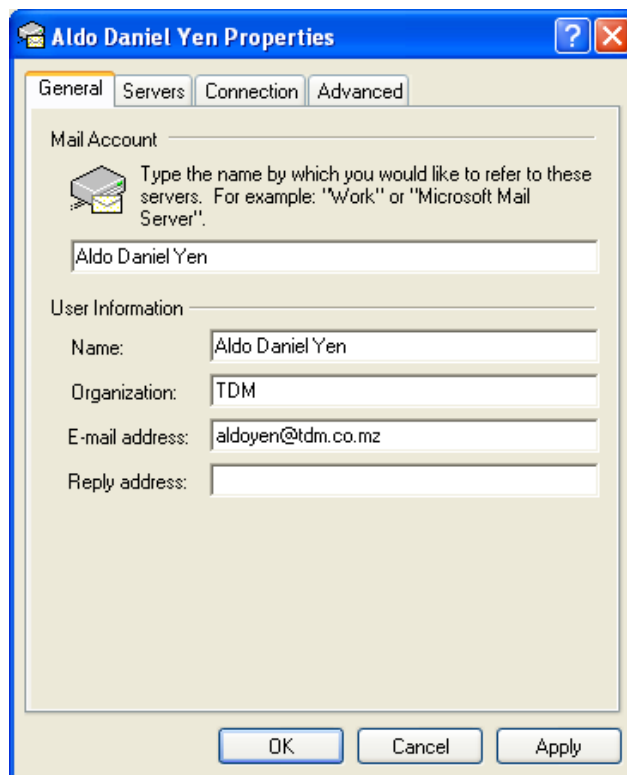 Aldo Daniel Yen Properties
General Servers Connection Advanced
Mail Account
Type the name by which you would like to refer to these
servers. For example: "Work" or "Microsoft Mail
Server".
Aldo Daniel Yen
User Information
Name: Aldo Daniel Yen
Organization: TDM
E-mail address: aldoyen@tdm.co.mz
Reply address:
OK Cancel Apply